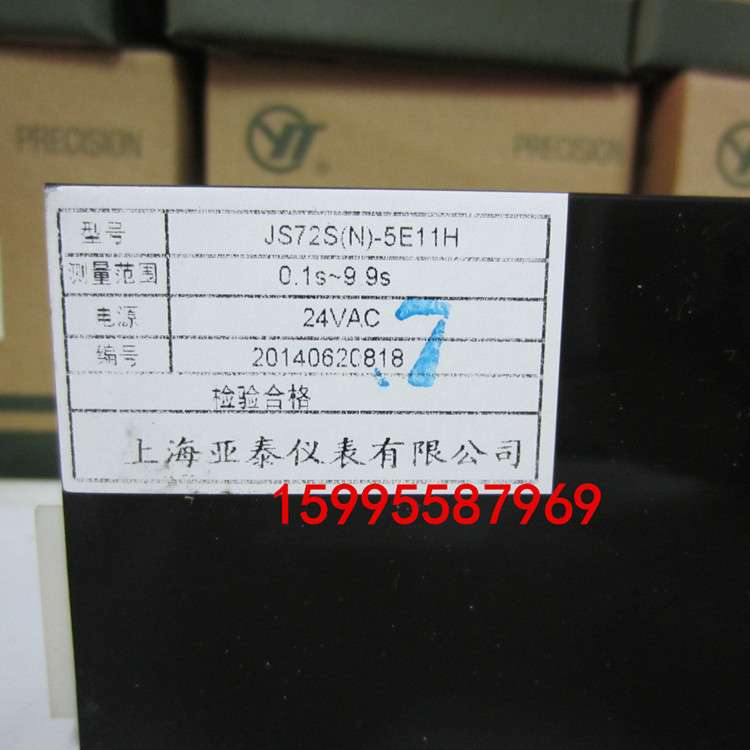 PRECISION
YT
PRECISION
型号 JS72S(N)-5E11H
测量范围 0.1s~9.9s
电源 24VAC
7
编号 20140620818
检验合格
上海亚泰仪表有限公司
15995587969